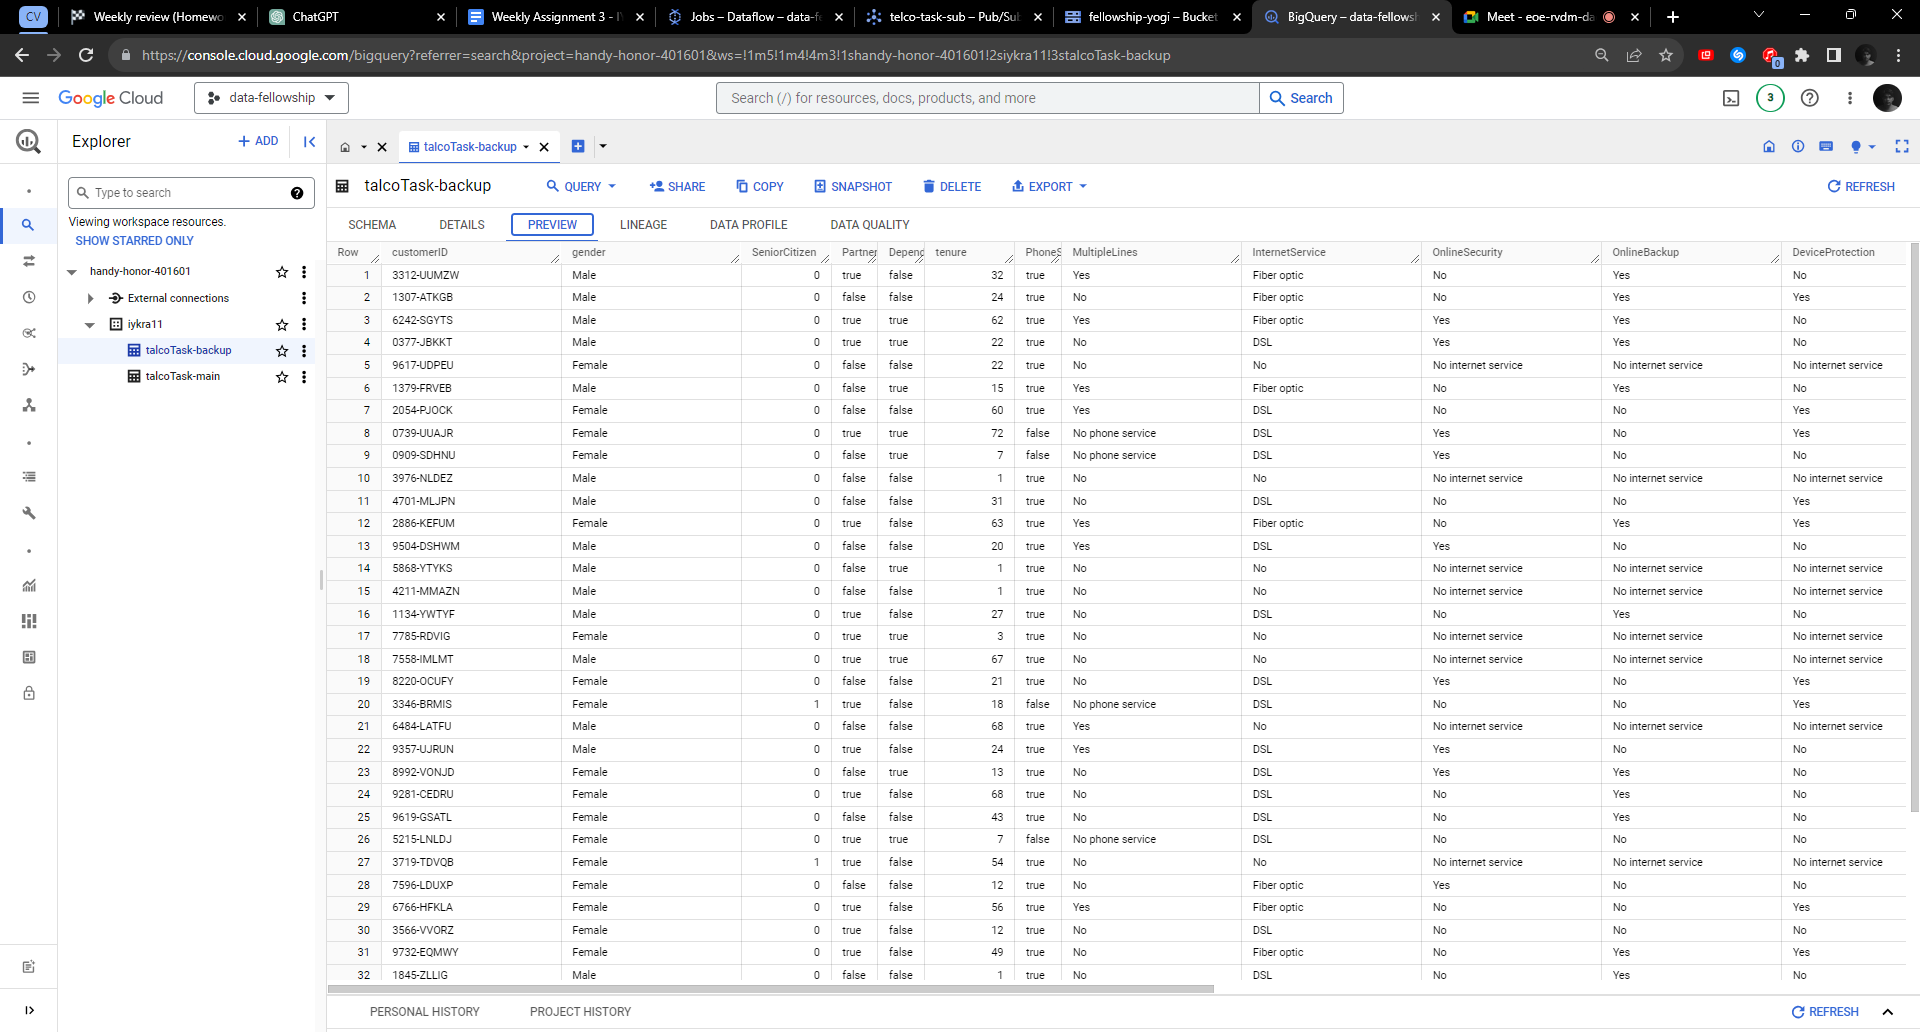 CV Weekly review (Homewo ChatGPT Weekly Assignment 3 - I Jobs – Dataflow – data-fe telco-task-sub – Pub/Su fellowship-yogi – Bucket BigQuery – data-fellowsh Meet - eoe-rvdm-da
https://console.cloud.google.com/bigquery?referrer=search&project=handy-honor-401601&ws=!1m5!1m4!4m3!1shandy-honor-401601!2siykra11!3stalcoTask-backup 0
Google Cloud data-fellowship Search (/) for resources, docs, products, and more Search 3
Explorer + ADD talcoTask-backup
Type to search
talcoTask-backup QUERY SHARE COPY SNAPSHOT DELETE EXPORT REFRESH
Viewing workspace resources.
SHOW STARRED ONLY
handy-honor-401601
External connections
iykra11
talcoTask-backup
talcoTask-main
SCHEMA DETAILS PREVIEW LINEAGE DATA PROFILE DATA QUALITY
Row customerID gender SeniorCitizen Partner Depend tenure PhoneS MultipleLines InternetService OnlineSecurity OnlineBackup DeviceProtection
1 3312-UUMZW Male 0 true false 32 true Yes Fiber optic No Yes No
2 1307-ATKGB Male 0 false false 24 true No Fiber optic No Yes Yes
3 6242-SGYTS Male 0 true true 62 true Yes Fiber optic Yes Yes No
4 0377-JBKKT Male 0 true true 22 true No DSL Yes Yes No
5 9617-UDPEU Female 0 false true 22 true No No No internet service No internet service No internet service
6 1379-FRVEB Male 0 false true 15 true Yes Fiber optic No Yes No
7 2054-PJOCK Female 0 false false 60 true Yes DSL No No Yes
8 0739-UUAJR Female 0 true true 72 false No phone service DSL Yes No Yes
9 0909-SDHNU Female 0 false true 7 false No phone service DSL Yes No No
10 3976-NLDEZ Male 0 false false 1 true No No No internet service No internet service No internet service
11 4701-MLJPN Male 0 false false 31 true No DSL No No Yes
12 2886-KEFUM Female 0 true false 63 true Yes Fiber optic No Yes Yes
13 9504-DSHWM Male 0 false false 20 true Yes DSL Yes No No
14 5868-YTYKS Male 0 false true 1 true No No No internet service No internet service No internet service
15 4211-MMAZN Male 0 false false 1 true No No No internet service No internet service No internet service
16 1134-YWTYF Male 0 true false 27 true No DSL No Yes No
17 7785-RDVIG Female 0 true true 3 true No No No internet service No internet service No internet service
18 7558-IMLMT Male 0 true true 67 true No No No internet service No internet service No internet service
19 8220-OCUFY Female 0 false false 21 true No DSL Yes No Yes
20 3346-BRMIS Female 1 true false 18 false No phone service DSL No No Yes
21 6484-LATFU Male 0 false false 68 true Yes No No internet service No internet service No internet service
22 9357-UJRUN Male 0 true false 24 true Yes DSL Yes No No
23 8992-VONJD Female 0 false true 13 true No DSL Yes Yes No
24 9281-CEDRU Female 0 true false 68 true No DSL No Yes No
25 9619-GSATL Female 0 false false 43 true No DSL No Yes No
26 5215-LNLDJ Female 0 true true 7 false No phone service DSL No No No
27 3719-TDVQB Female 1 true false 54 true No No No internet service No internet service No internet service
28 7596-LDUXP Female 0 false false 12 true No Fiber optic Yes No No
29 6766-HFKLA Female 0 true false 56 true Yes Fiber optic No No Yes
30 3566-VVORZ Female 0 true false 12 true No DSL No No No
31 9732-EQMWY Female 0 true false 49 true No Fiber optic No Yes Yes
32 1845-ZLLIG Male 0 false false 1 true No DSL No Yes No
PERSONAL HISTORY PROJECT HISTORY REFRESH